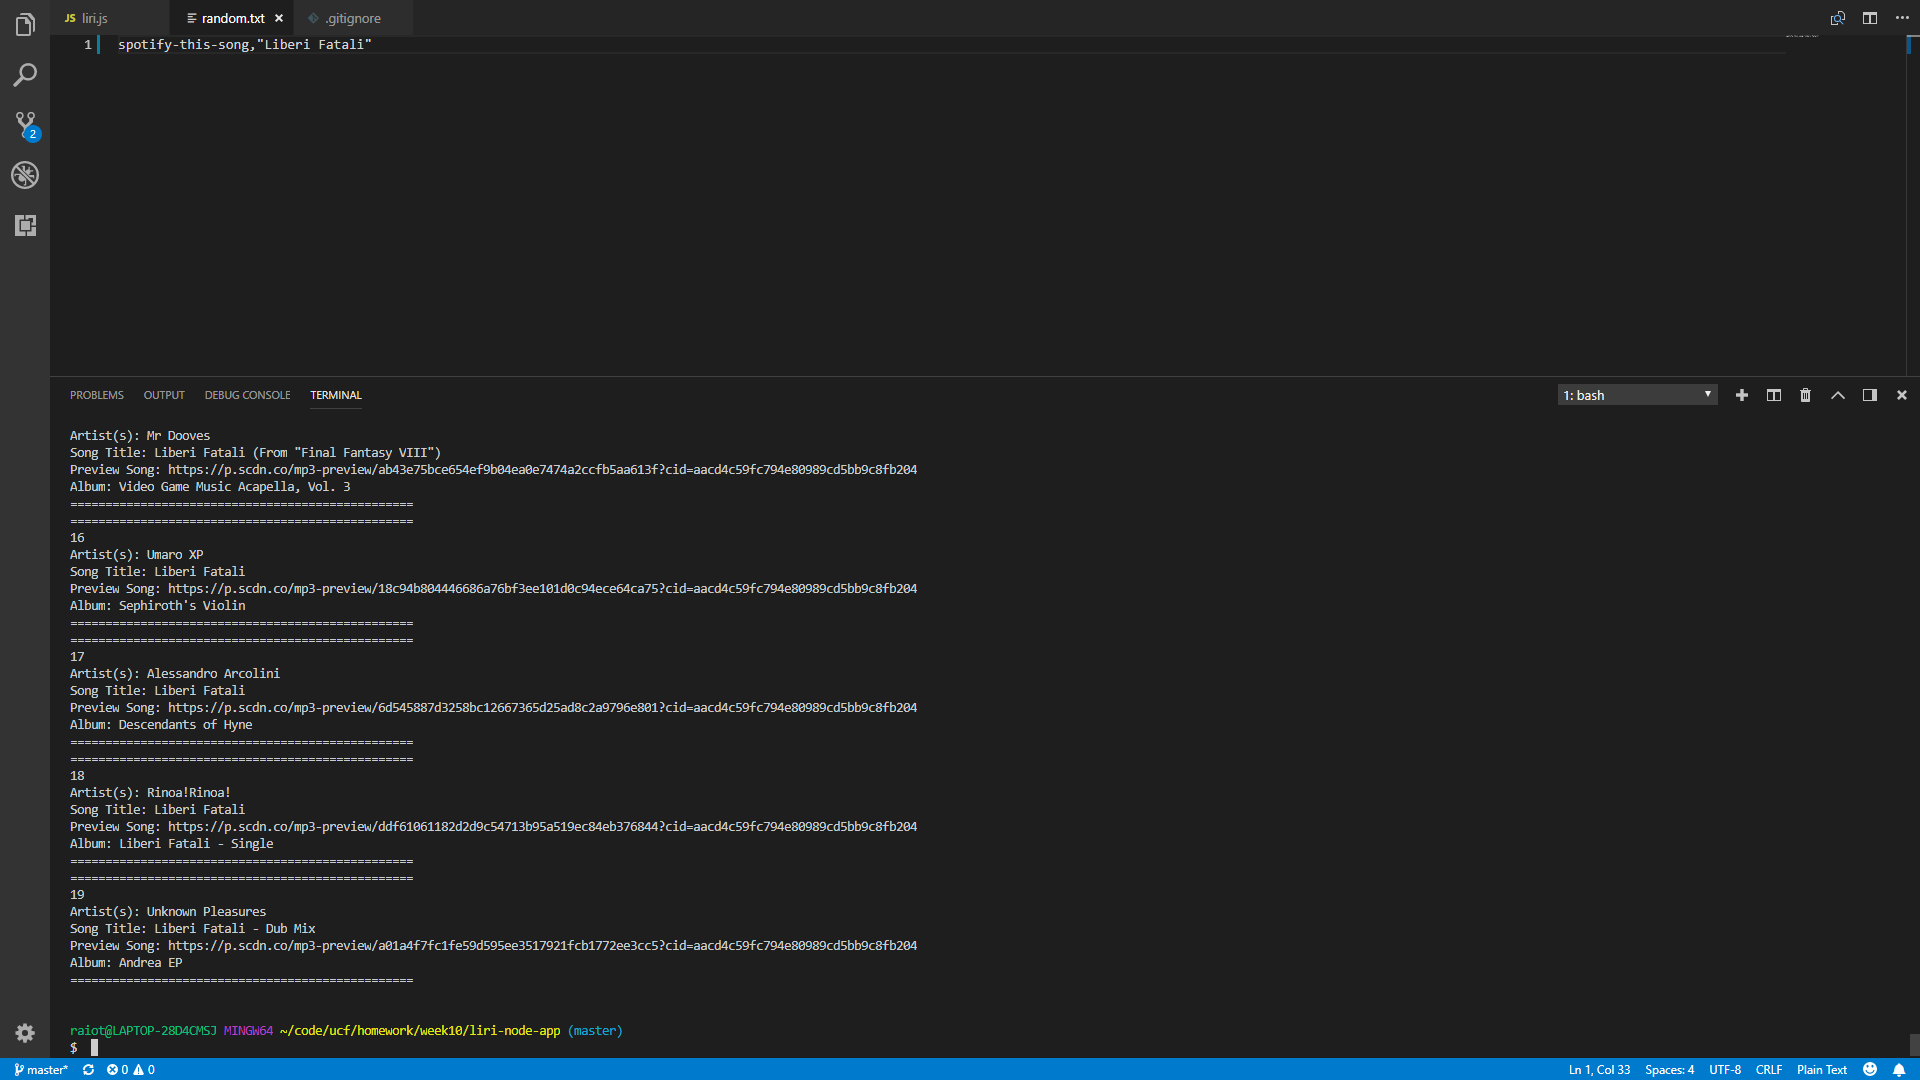 JS liri.js random.txt × .gitignore
1 spotify-this-song,"Liberi Fatali"
2
PROBLEMS OUTPUT DEBUG CONSOLE TERMINAL 1: bash
Artist(s): Mr Dooves
Song Title: Liberi Fatali (From "Final Fantasy VIII")
Preview Song: https://p.scdn.co/mp3-preview/ab43e75bce654ef9b04ea0e7474a2ccfb5aa613f?cid=aacd4c59fc794e80989cd5bb9c8fb204
Album: Video Game Music Acapella, Vol. 3
=================================================
=================================================
16
Artist(s): Umaro XP
Song Title: Liberi Fatali
Preview Song: https://p.scdn.co/mp3-preview/18c94b804446686a76bf3ee101d0c94ece64ca75?cid=aacd4c59fc794e80989cd5bb9c8fb204
Album: Sephiroth's Violin
=================================================
=================================================
17
Artist(s): Alessandro Arcolini
Song Title: Liberi Fatali
Preview Song: https://p.scdn.co/mp3-preview/6d545887d3258bc12667365d25ad8c2a9796e801?cid=aacd4c59fc794e80989cd5bb9c8fb204
Album: Descendants of Hyne
=================================================
=================================================
18
Artist(s): Rinoa!Rinoa!
Song Title: Liberi Fatali
Preview Song: https://p.scdn.co/mp3-preview/ddf61061182d2d9c54713b95a519ec84eb376844?cid=aacd4c59fc794e80989cd5bb9c8fb204
Album: Liberi Fatali - Single
=================================================
=================================================
19
Artist(s): Unknown Pleasures
Song Title: Liberi Fatali - Dub Mix
Preview Song: https://p.scdn.co/mp3-preview/a01a4f7fc1fe59d595ee3517921fcb1772ee3cc5?cid=aacd4c59fc794e80989cd5bb9c8fb204
Album: Andrea EP
=================================================
raiot@LAPTOP-28D4CMSJ MINGW64 ~/code/ucf/homework/week10/liri-node-app (master)
$
master* 0 0 Ln 1, Col 33 Spaces: 4 UTF-8 CRLF Plain Text